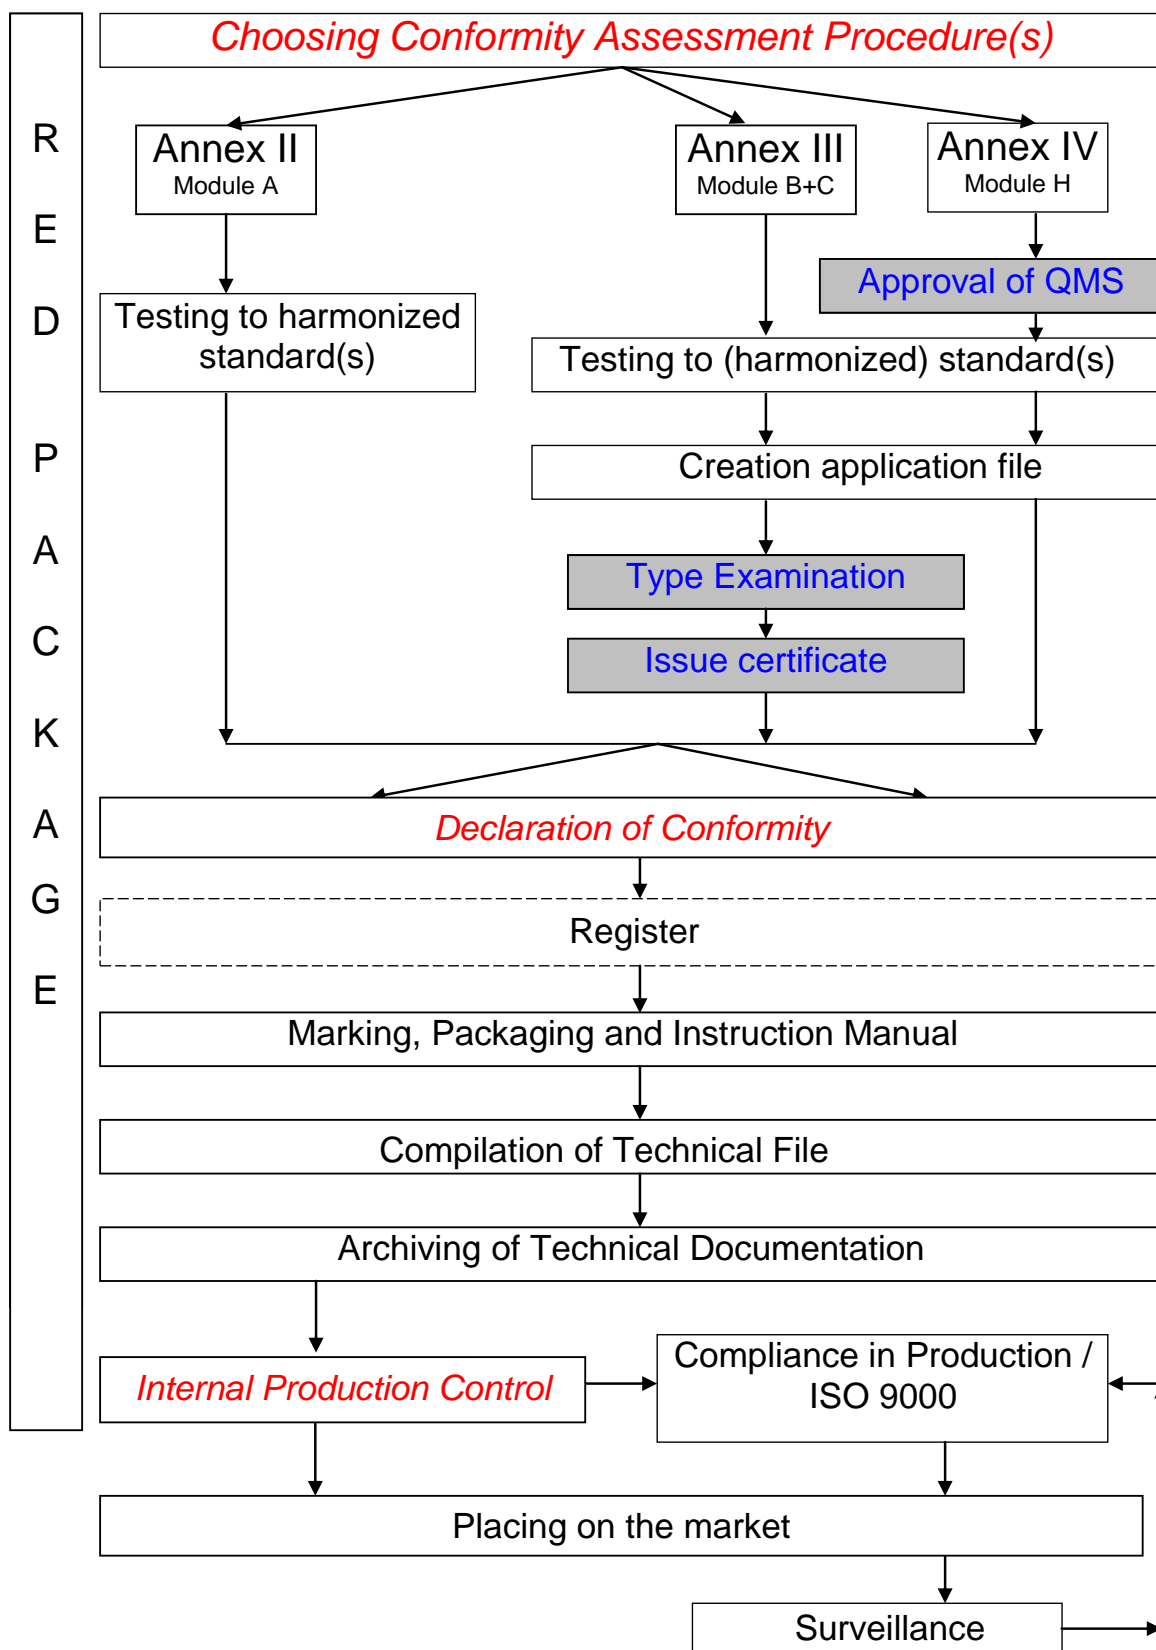 Choosing Conformity Assessment Procedure(s)
R
E
D
P
A
C
K
A
G
E
Annex II
Module A
Annex III
Module B+C
Annex IV
Module H
Approval of QMS
Testing to harmonized
standard(s)
Testing to (harmonized) standard(s)
Creation application file
Type Examination
Issue certificate
Declaration of Conformity
Register
Marking, Packaging and Instruction Manual
Compilation of Technical File
Archiving of Technical Documentation
Internal Production Control
Compliance in Production /
ISO 9000
Placing on the market
Surveillance